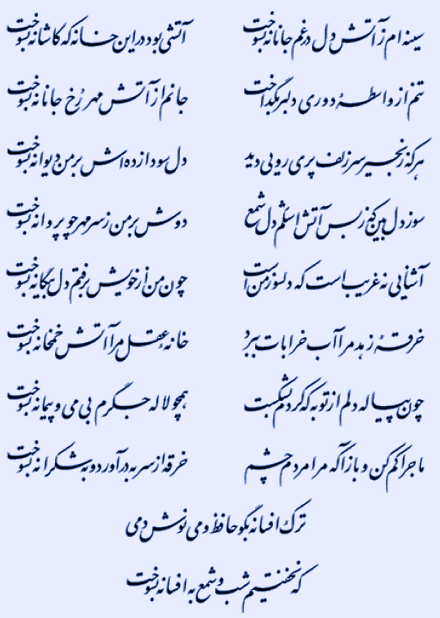 سینه‌ام ز آتش دل در غم جانانه بسوخت آتشی بود در این خانه که کاشانه بسوخت
تنم از واسطهٔ دوری دلبر بگداخت جانم از آتش مهر رخ جانانه بسوخت
هر که زنجیر سر زلف پری رویی دید دل سودازده‌اش بر من دیوانه بسوخت
سوز دل بین که ز بس آتش اشکم دل شمع دوش بر من ز سر مهر چو پروانه بسوخت
آشنایی نه غریب است که دلسوز من است چون من از خویش برفتم دل بیگانه بسوخت
خرقهٔ زهد مرا آب خرابات ببرد خانه عقل مرا آتش خمخانه بسوخت
چون پیاله دلم از توبه که کردم بشکست همچو لاله جگرم بی می و پیمانه بسوخت
ماجرا کم کن و بازآ که مرا مردم چشم خرقه از سر به درآورد و به شکرانه بسوخت
ترک افسانه بگو حافظ و می نوش دمی
که نخفتیم شب و شمع به افسانه بسوخت